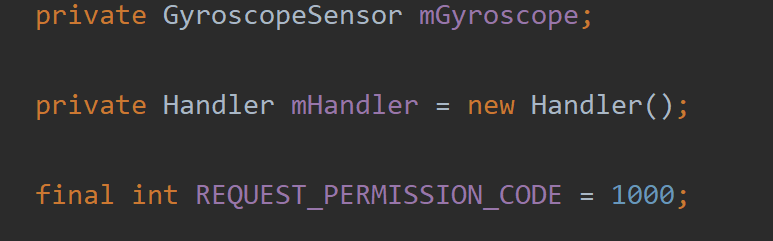 private GyroscopeSensor mGyroscope;
private Handler mHandler = new Handler();
final int REQUEST_PERMISSION_CODE = 1000;